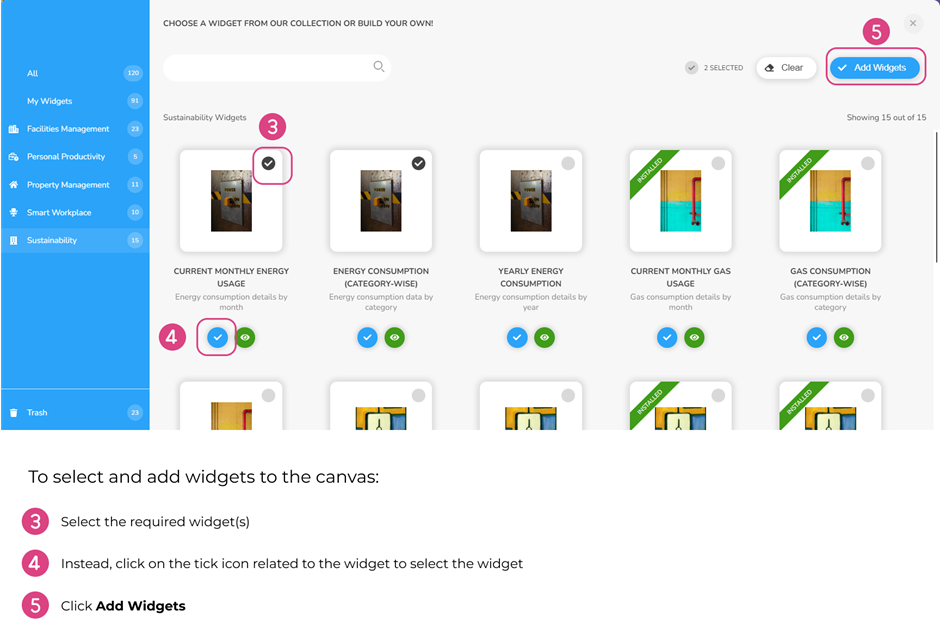 CHOOSE A WIDGET FROM OUR COLLECTION OR BUILD YOUR OWN!
5
2 SELECTED
Clear
Add Widgets
All 120
My Widgets 91
Facilities Management 23
Personal Productivity 5
Property Management 11
Smart Workplace 10
Sustainability 15
Trash 23
Sustainability Widgets
Showing 15 out of 15
3
INSTALLED
INSTALLED
CURRENT MONTHLY ENERGY
USAGE
Energy consumption details by
month
ENERGY CONSUMPTION
(CATEGORY-WISE)
Energy consumption data by
category
YEARLY ENERGY
CONSUMPTION
Energy consumption details by
year
CURRENT MONTHLY GAS
USAGE
Gas consumption details by
month
GAS CONSUMPTION
(CATEGORY-WISE)
Gas consumption details by
category
4
INSTALLED
INSTALLED
To select and add widgets to the canvas:
3 Select the required widget(s)
4 Instead, click on the tick icon related to the widget to select the widget
5 Click Add Widgets